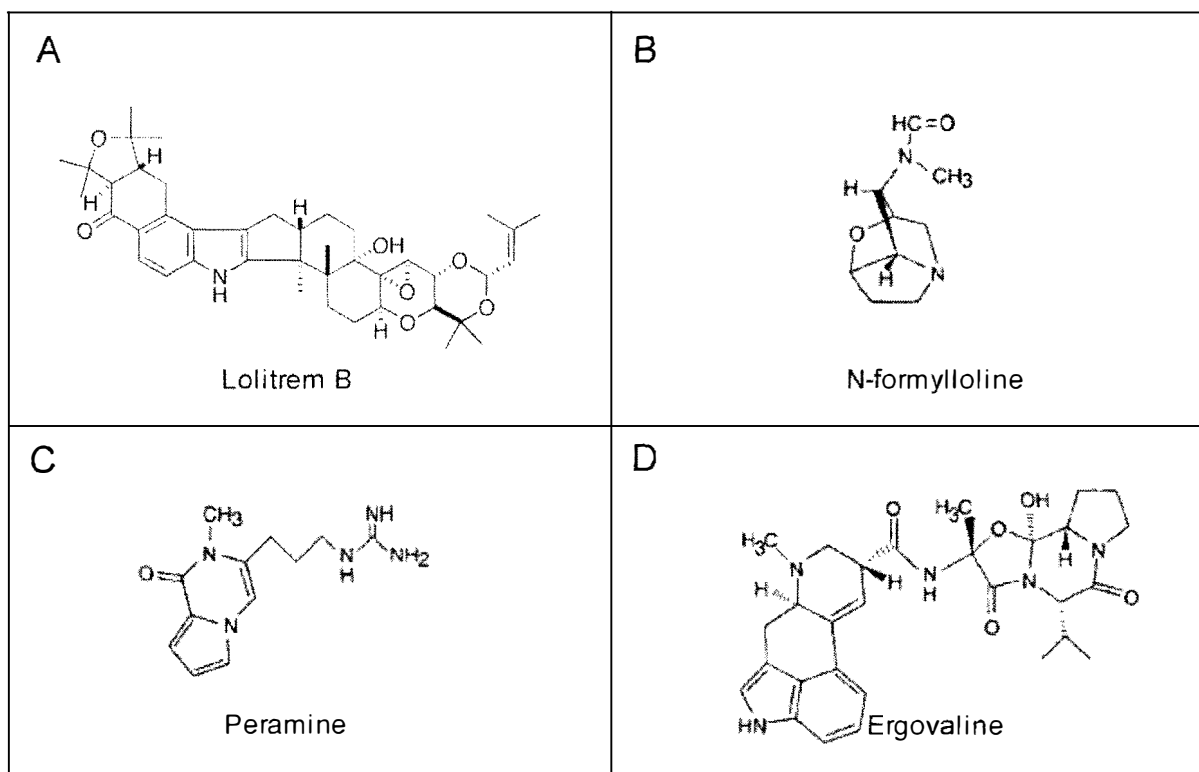 A
O
H
H
O
H
OH
N
H
O
H
O
O
O
Lolitrem B
B
HC=O
N
CH3
H
O
H
N
N-formylloline
C
CH3
N
O
NH
N
H
NH2
N
Peramine
D
O
H3C
N
H
H
N
H
H3C
O
OH
H
N
N
O
O
HN
Ergovaline